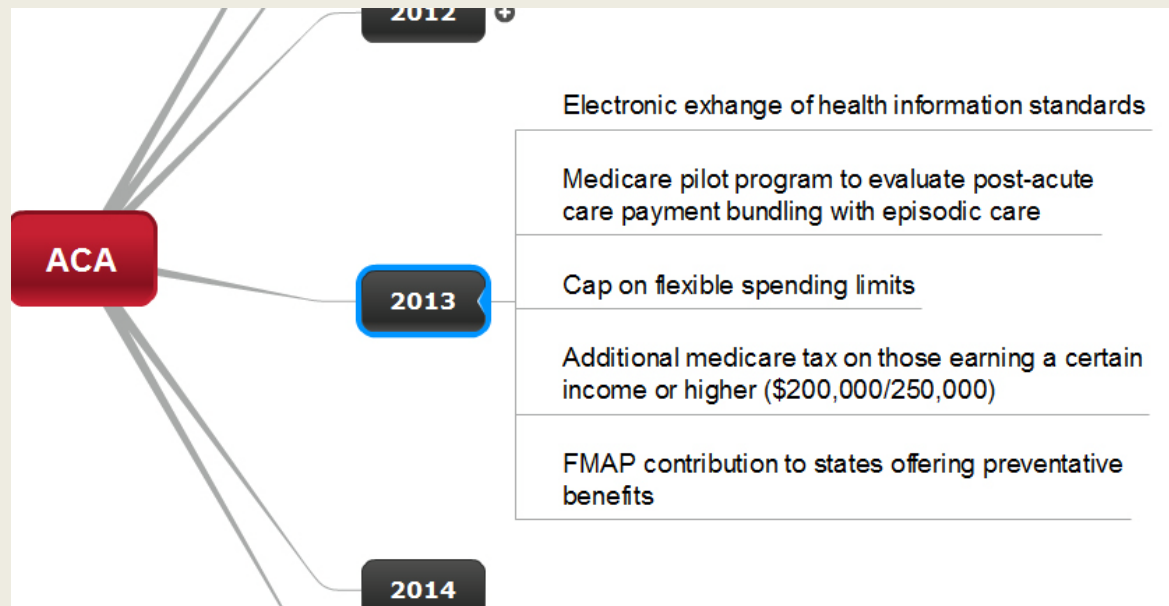 2012
Electronic exhange of health information standards
Medicare pilot program to evaluate post-acute
care payment bundling with episodic care
ACA
2013
Cap on flexible spending limits
Additional medicare tax on those earning a certain
income or higher ($200,000/250,000)
FMAP contribution to states offering preventative
benefits
2014